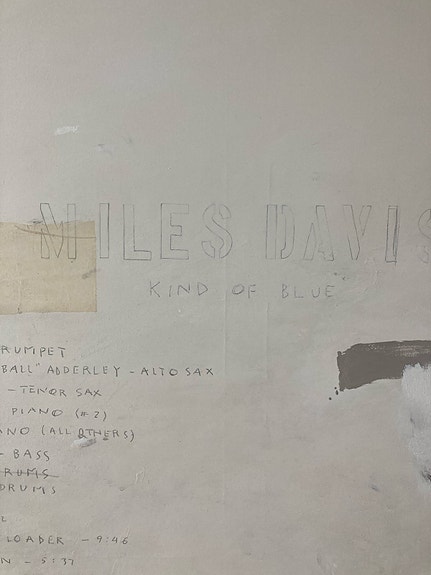 MILES DAVIS
KIND OF BLUE
RUMPET
BALL" ADDERLEY - ALTO SAX
- TENOR SAX
PIANO (#2)
ANO (ALL OTHERS)
- BASS
RUMS
DRUMS
L
LOADER - 9:46
N - 5:37